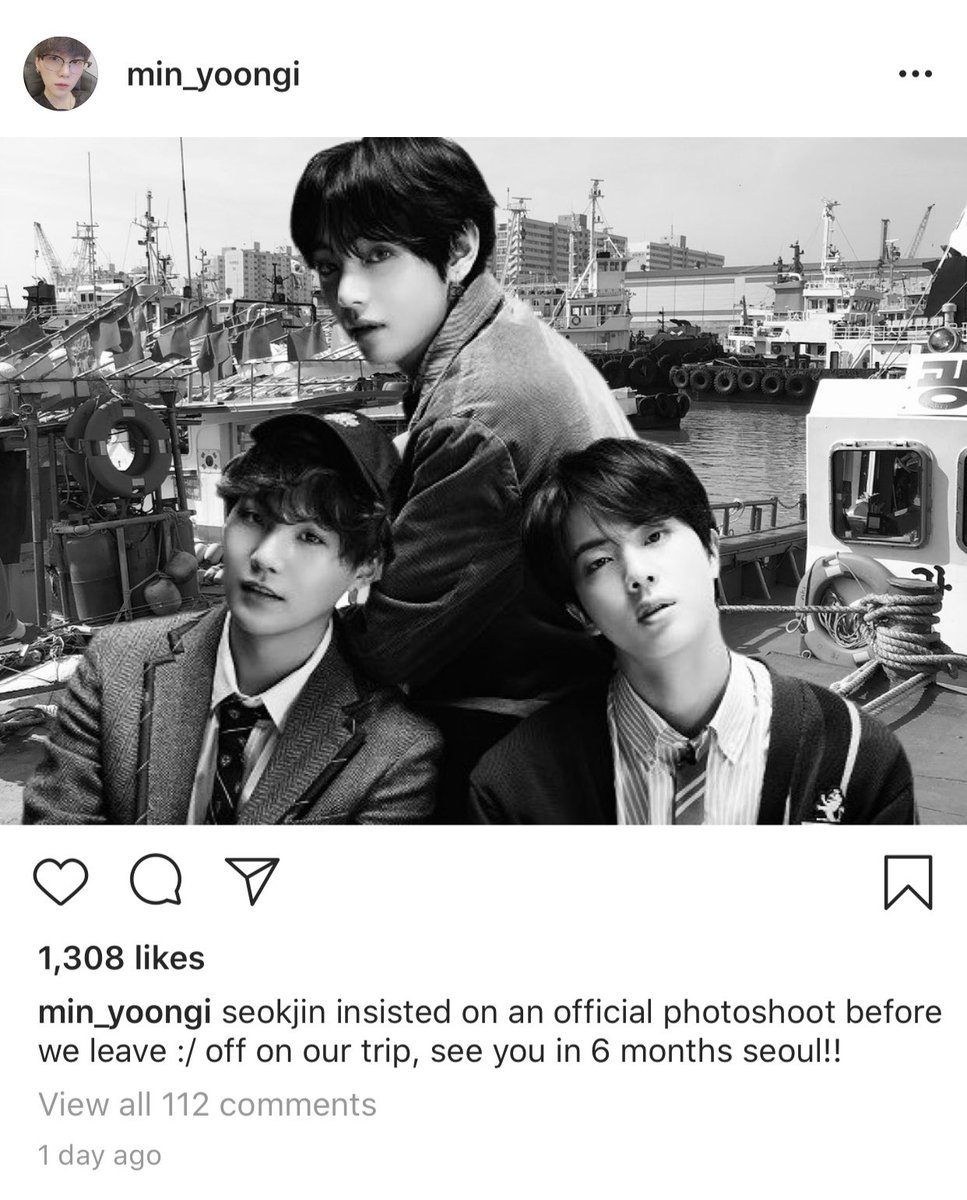 min_yoongi
1,308 likes
min_yoongi seokjin insisted on an official photoshoot before
we leave :/ off on our trip, see you in 6 months seoul!!
View all 112 comments
1 day ago